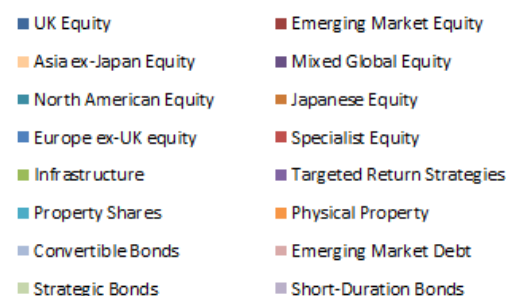 UK Equity Emerging Market Equity
Asia ex-Japan Equity Mixed Global Equity
North American Equity Japanese Equity
Europe ex-UK equity Specialist Equity
Infrastructure Targeted Return Strategies
Property Shares Physical Property
Convertible Bonds Emerging Market Debt
Strategic Bonds Short-Duration Bonds